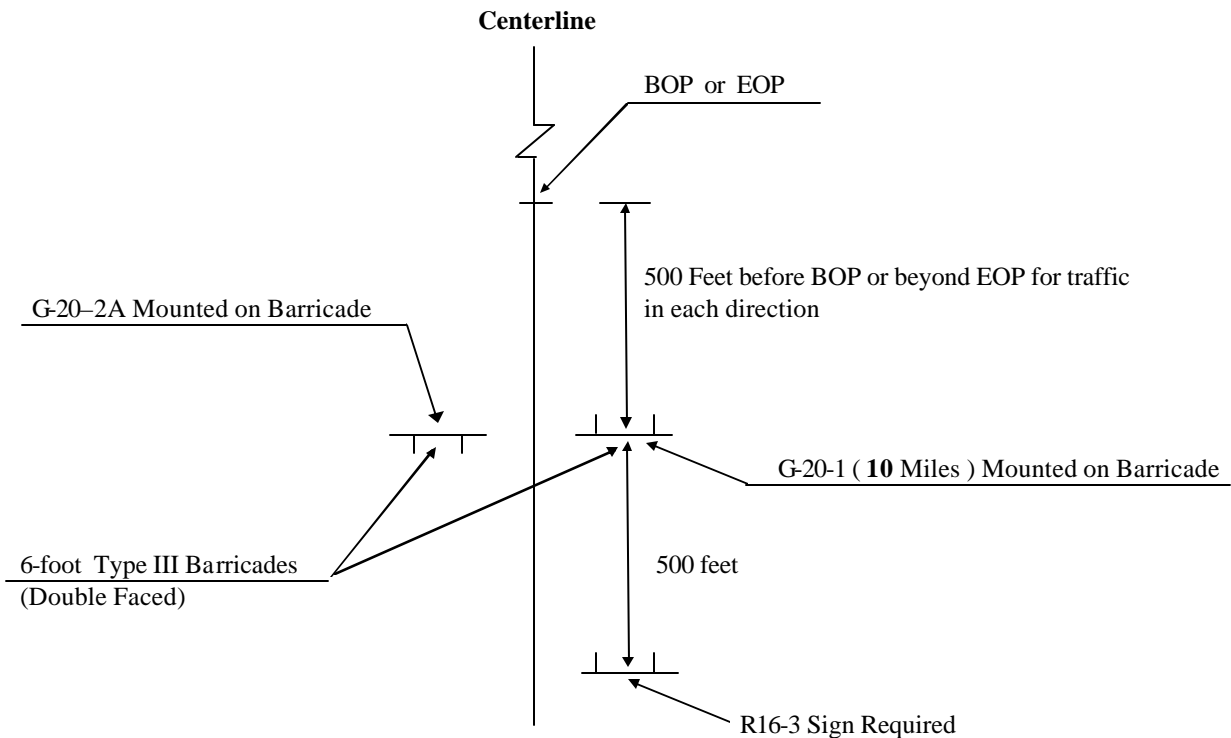 Centerline
BOP or EOP
500 Feet before BOP or beyond EOP for traffic
in each direction
G-20–2A Mounted on Barricade
G-20-1 ( 10 Miles ) Mounted on Barricade
6-foot Type III Barricades
(Double Faced)
500 feet
R16-3 Sign Required